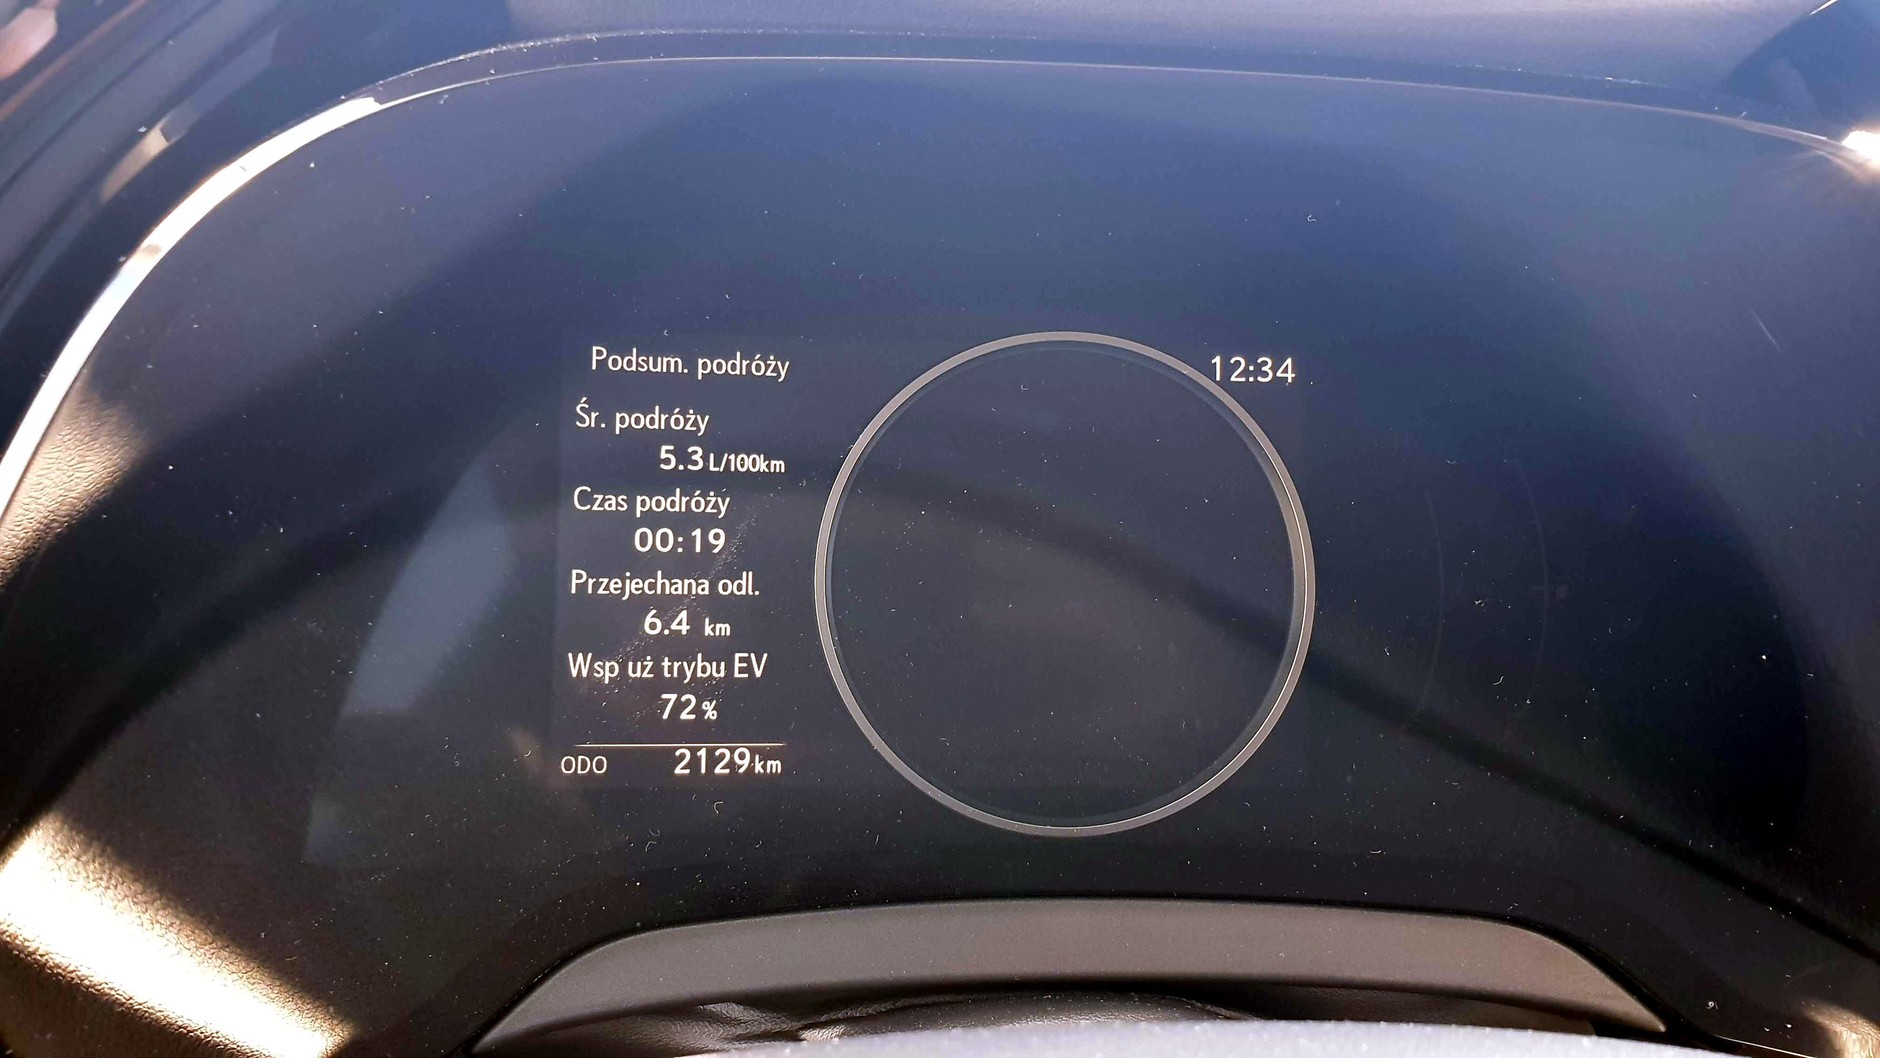 Podsum. podróży
12:34
Śr. podróży
5.3 L/100km
Czas podróży
00:19
Przejechana odl.
6.4 km
Wsp uż trybu EV
72 %
ODO 2129 km